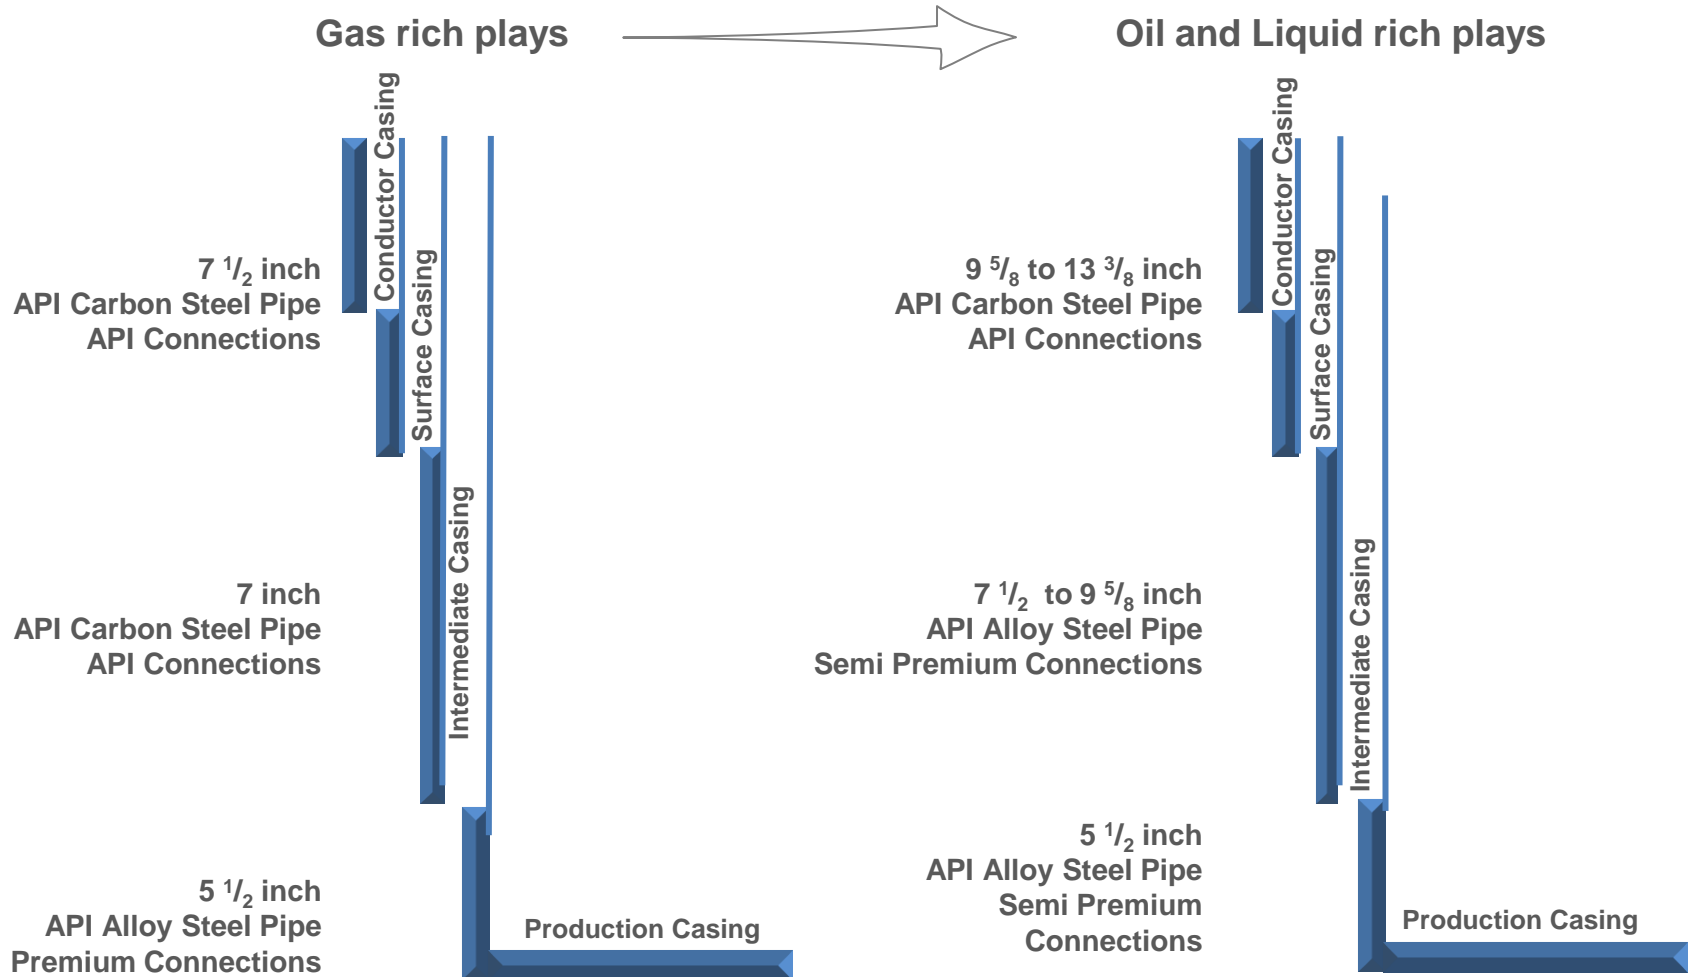 Gas rich plays
Oil and Liquid rich plays
Conductor Casing
Surface Casing
Intermediate Casing
7 1/2 inch
API Carbon Steel Pipe
API Connections
7 inch
API Carbon Steel Pipe
API Connections
5 1/2 inch
API Alloy Steel Pipe
Premium Connections
Production Casing
Conductor Casing
Surface Casing
Intermediate Casing
9 5/8 to 13 3/8 inch
API Carbon Steel Pipe
API Connections
7 1/2 to 9 5/8 inch
API Alloy Steel Pipe
Semi Premium Connections
5 1/2 inch
API Alloy Steel Pipe
Semi Premium
Connections
Production Casing